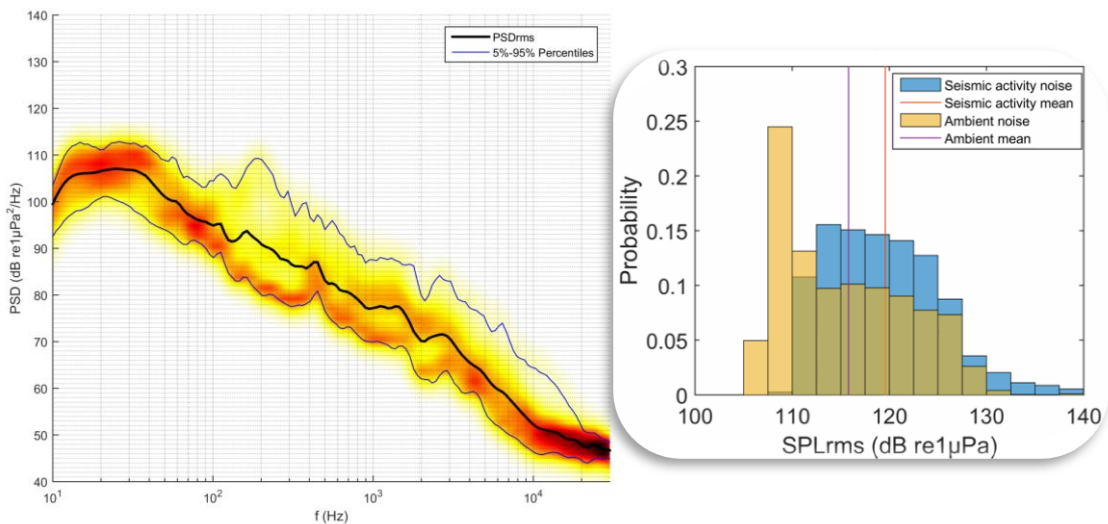 140
130
120
110
100
90
80
70
60
50
40
PSD (dB re1µPa²/Hz)
10¹
10²
10³
10⁴
f (Hz)
PSDrms
5%-95% Percentiles
0.3
0.25
0.2
0.15
0.1
0.05
0
Probability
100
110
120
130
140
SPLrms (dB re1µPa)
Seismic activity noise
Seismic activity mean
Ambient noise
Ambient mean